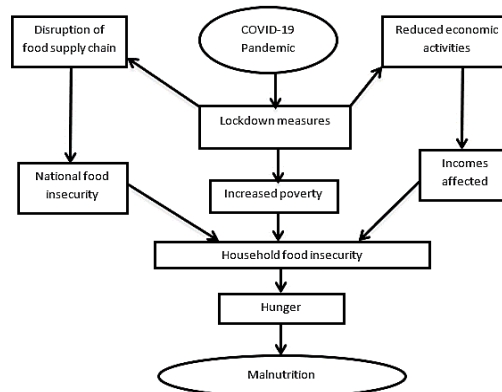 Disruption of
food supply chain
COVID-19
Pandemic
Reduced economic
activities
Lockdown measures
National food
insecurity
Increased poverty
Incomes
affected
Household food insecurity
Hunger
Malnutrition